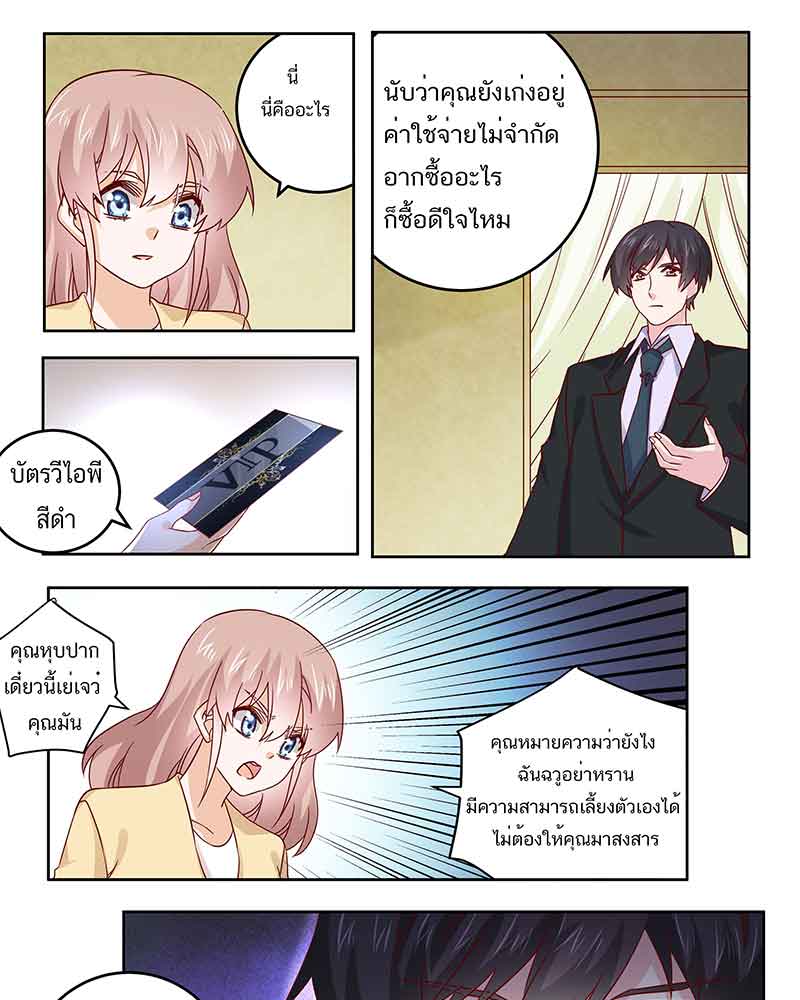 นี่
นี่คืออะไร
นับว่าคุณยังเก่งอยู่
ค่าใช้จ่ายไม่จำกัด
อากซื้ออะไร
ก็ซื้อดีใจไหม
บัตรวีไอพี
สีดำ
VIP
คุณหุบปาก
เดี๋ยวนี้เย่เจว๋
คุณมัน
คุณหมายความว่ายังไง
ฉันฉวูอย่าหราน
มีความสามารถเลี้ยงตัวเองได้
ไม่ต้องให้คุณมาสงสาร